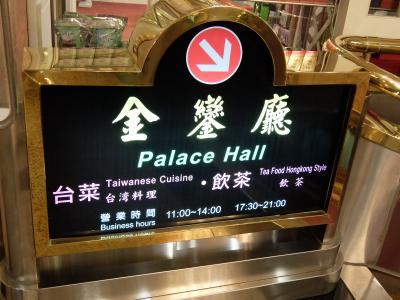 金鑾廳
Palace Hall
台菜 Taiwanese Cuisine 台湾料理 ・飲茶 Tea Food Hongkong Style 飲茶
營業時間 11:00~14:00 17:30~21:00
Business hours